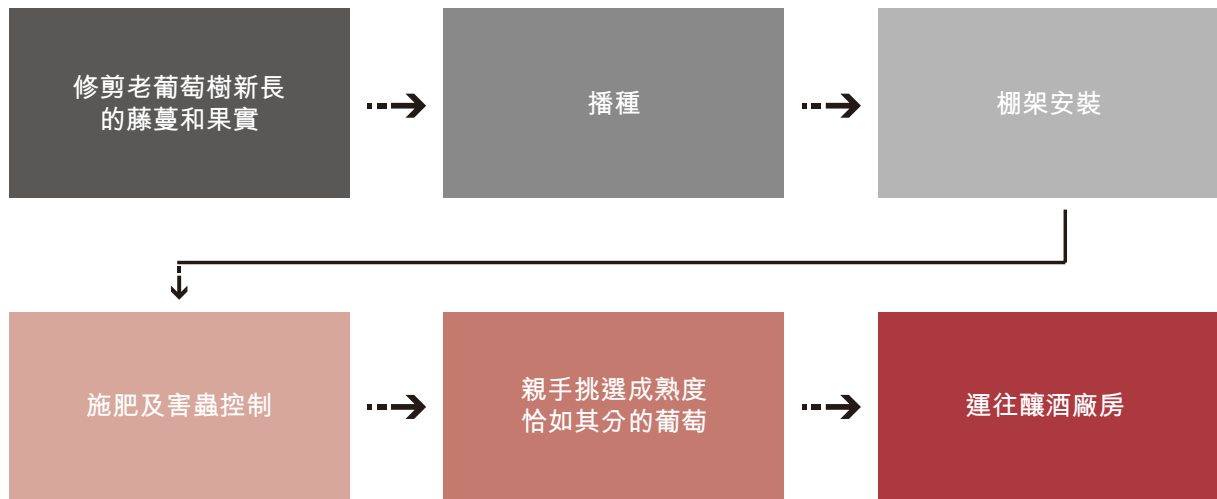 修剪老葡萄樹新長
的藤蔓和果實
播種
棚架安裝
施肥及害蟲控制
親手挑選成熟度
恰如其分的葡萄
運往釀酒廠房